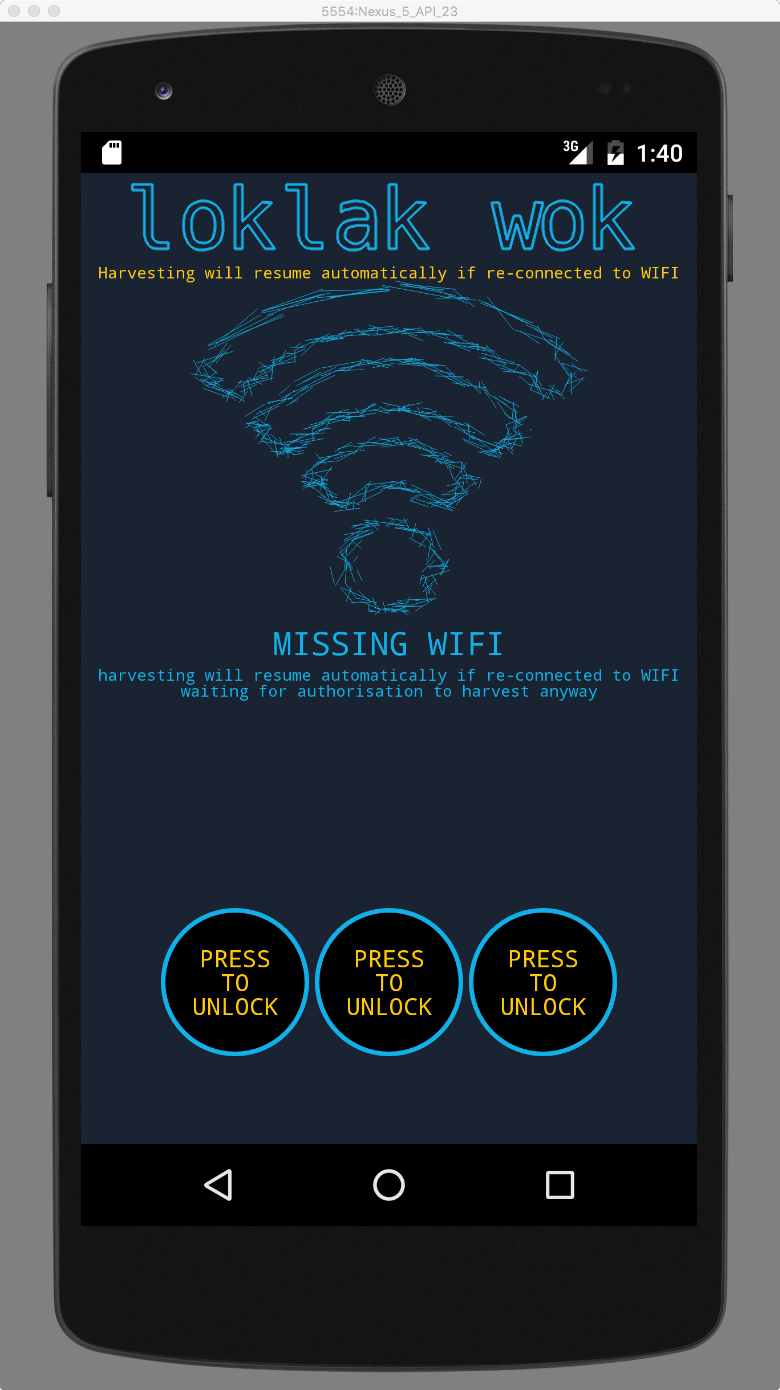 5554:Nexus_5_API_23
3G 1:40
loklak wok
Harvesting will resume automatically if re-connected to WIFI
MISSING WIFI
harvesting will resume automatically if re-connected to WIFI
waiting for authorisation to harvest anyway
PRESS PRESS PRESS
TO TO TO
UNLOCK UNLOCK UNLOCK